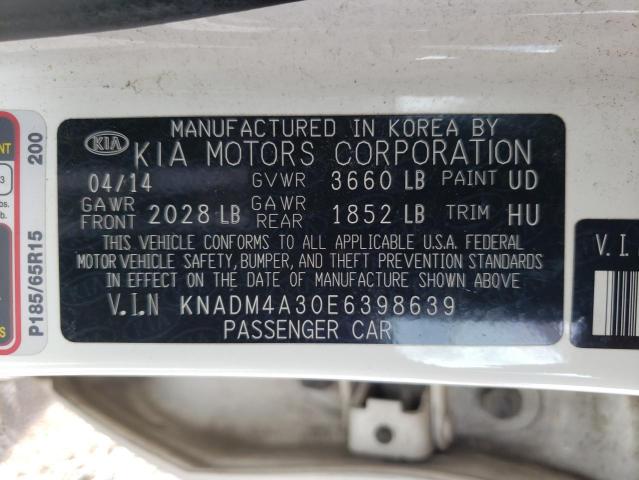 MANUFACTURED IN KOREA BY
KIA KIA MOTORS CORPORATION
04/14 GVWR 3660 LB PAINT UD
GAWR FRONT 2028 LB GAWR REAR 1852 LB TRIM HU
THIS VEHICLE CONFORMS TO ALL APPLICABLE U.S.A. FEDERAL
MOTOR VEHICLE SAFETY, BUMPER, AND THEFT PREVENTION STANDARDS
IN EFFECT ON THE DATE OF MANUFACTURE SHOWN ABOVE
V.I.N KNADM4A30E6398639
PASSENGER CAR
P185/65R15 200
V.I.